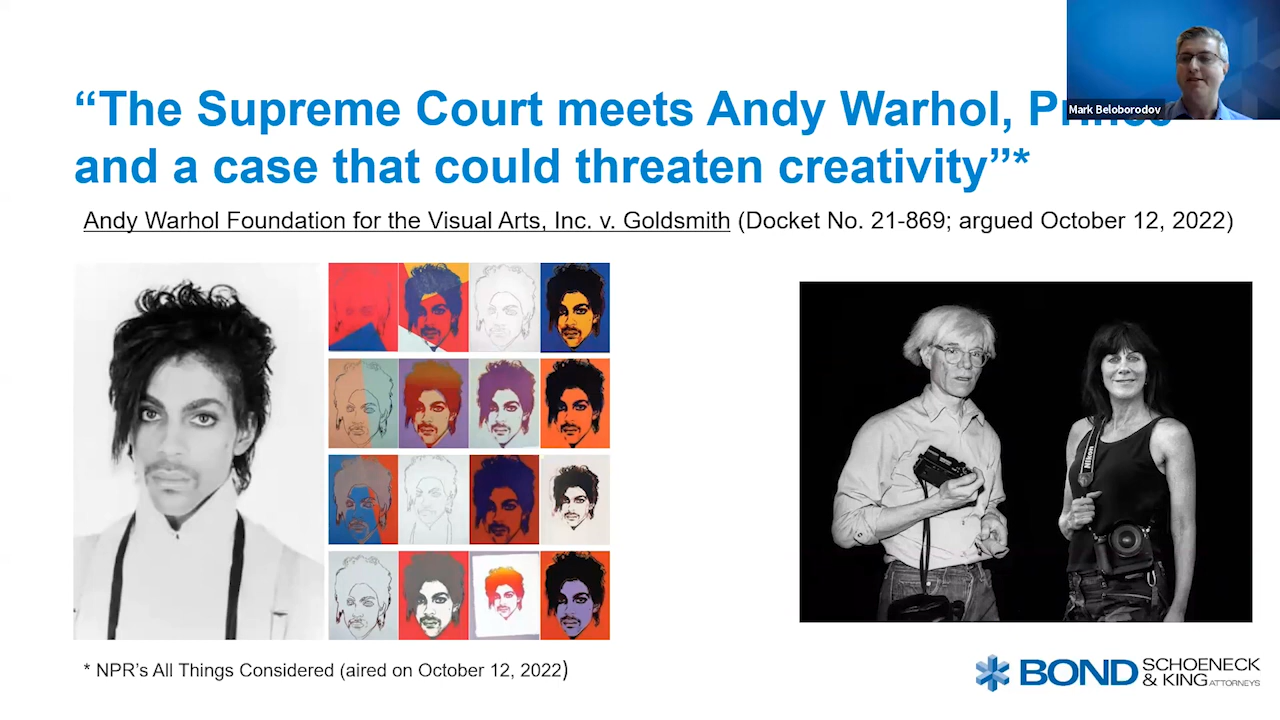 “The Supreme Court meets Andy Warhol, Prince
and a case that could threaten creativity”*
Mark Beloborodov
Andy Warhol Foundation for the Visual Arts, Inc. v. Goldsmith (Docket No. 21-869; argued October 12, 2022)
Nikon
* NPR’s All Things Considered (aired on October 12, 2022)
BOND SCHOENECK
& KING ATTORNEYS